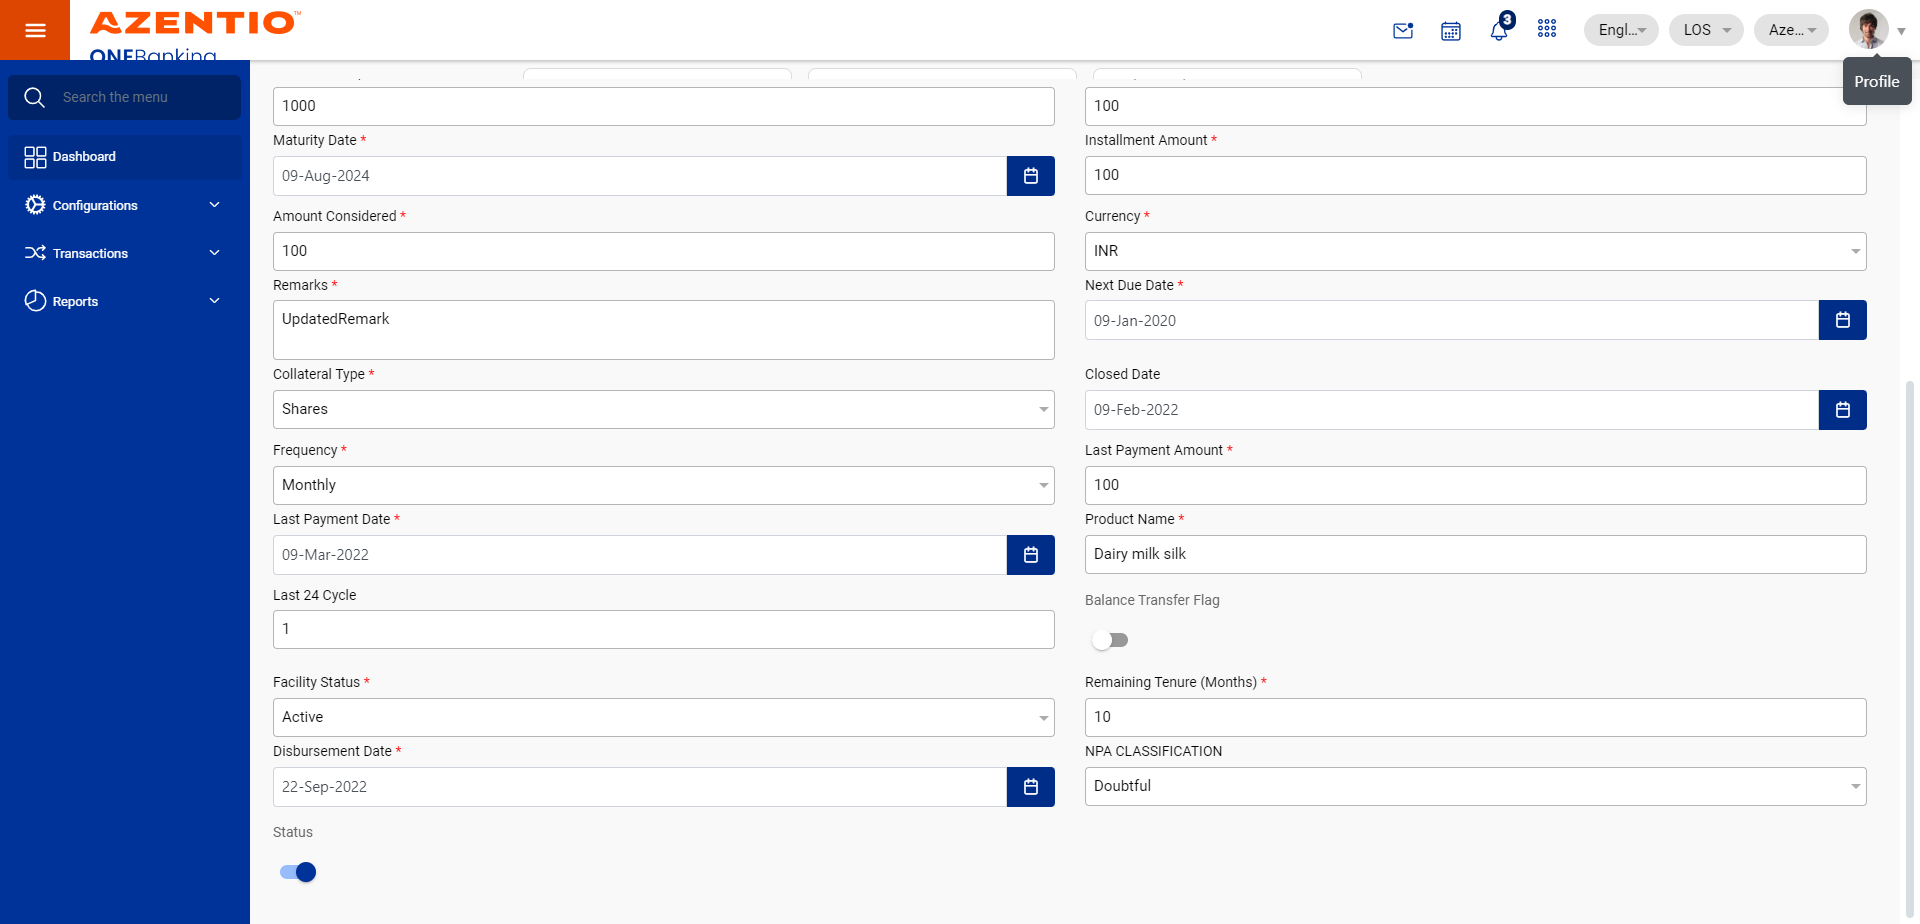 AZENTIO™
ONEBanking
3
Engl...
LOS
Aze...
Profile
Search the menu
Dashboard
Configurations
Transactions
Reports
1000
100
Maturity Date *
Installment Amount *
09-Aug-2024
100
Amount Considered *
Currency *
100
INR
Remarks *
Next Due Date *
UpdatedRemark
09-Jan-2020
Collateral Type *
Closed Date
Shares
09-Feb-2022
Frequency *
Last Payment Amount *
Monthly
100
Last Payment Date *
Product Name *
09-Mar-2022
Dairy milk silk
Last 24 Cycle
Balance Transfer Flag
1
Facility Status *
Remaining Tenure (Months) *
Active
10
Disbursement Date *
NPA CLASSIFICATION
22-Sep-2022
Doubtful
Status